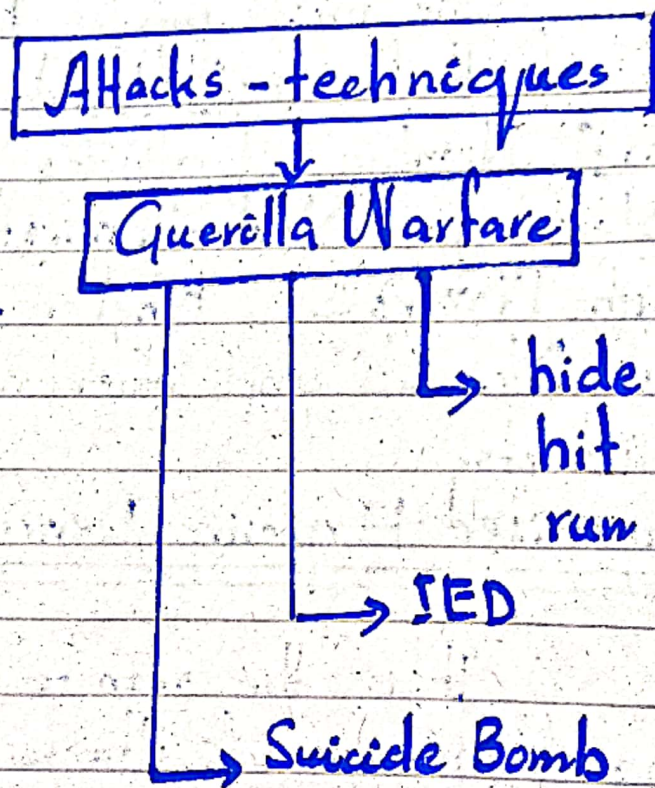 Attacks - techniques
Guerilla Warfare
hide
hit
run
IED
Suicide Bomb